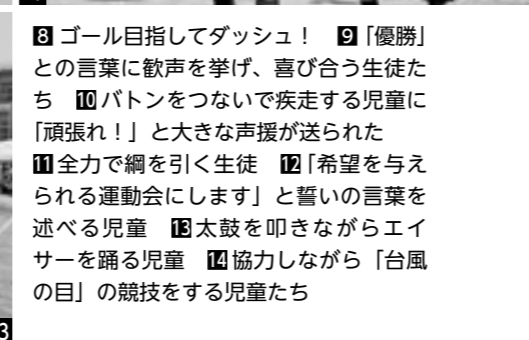 8 ゴール目指してダッシュ！　9「優勝」
との言葉に歓声を挙げ、喜び合う生徒た
ち　10 バトンをつないで疾走する児童に
「頑張れ！」と大きな声援が送られた
11 全力で綱を引く生徒　12「希望を与え
られる運動会にします」と誓いの言葉を
述べる児童　13 太鼓を叩きながらエイ
サーを踊る児童　14 協力しながら「台風
の目」の競技をする児童たち
3